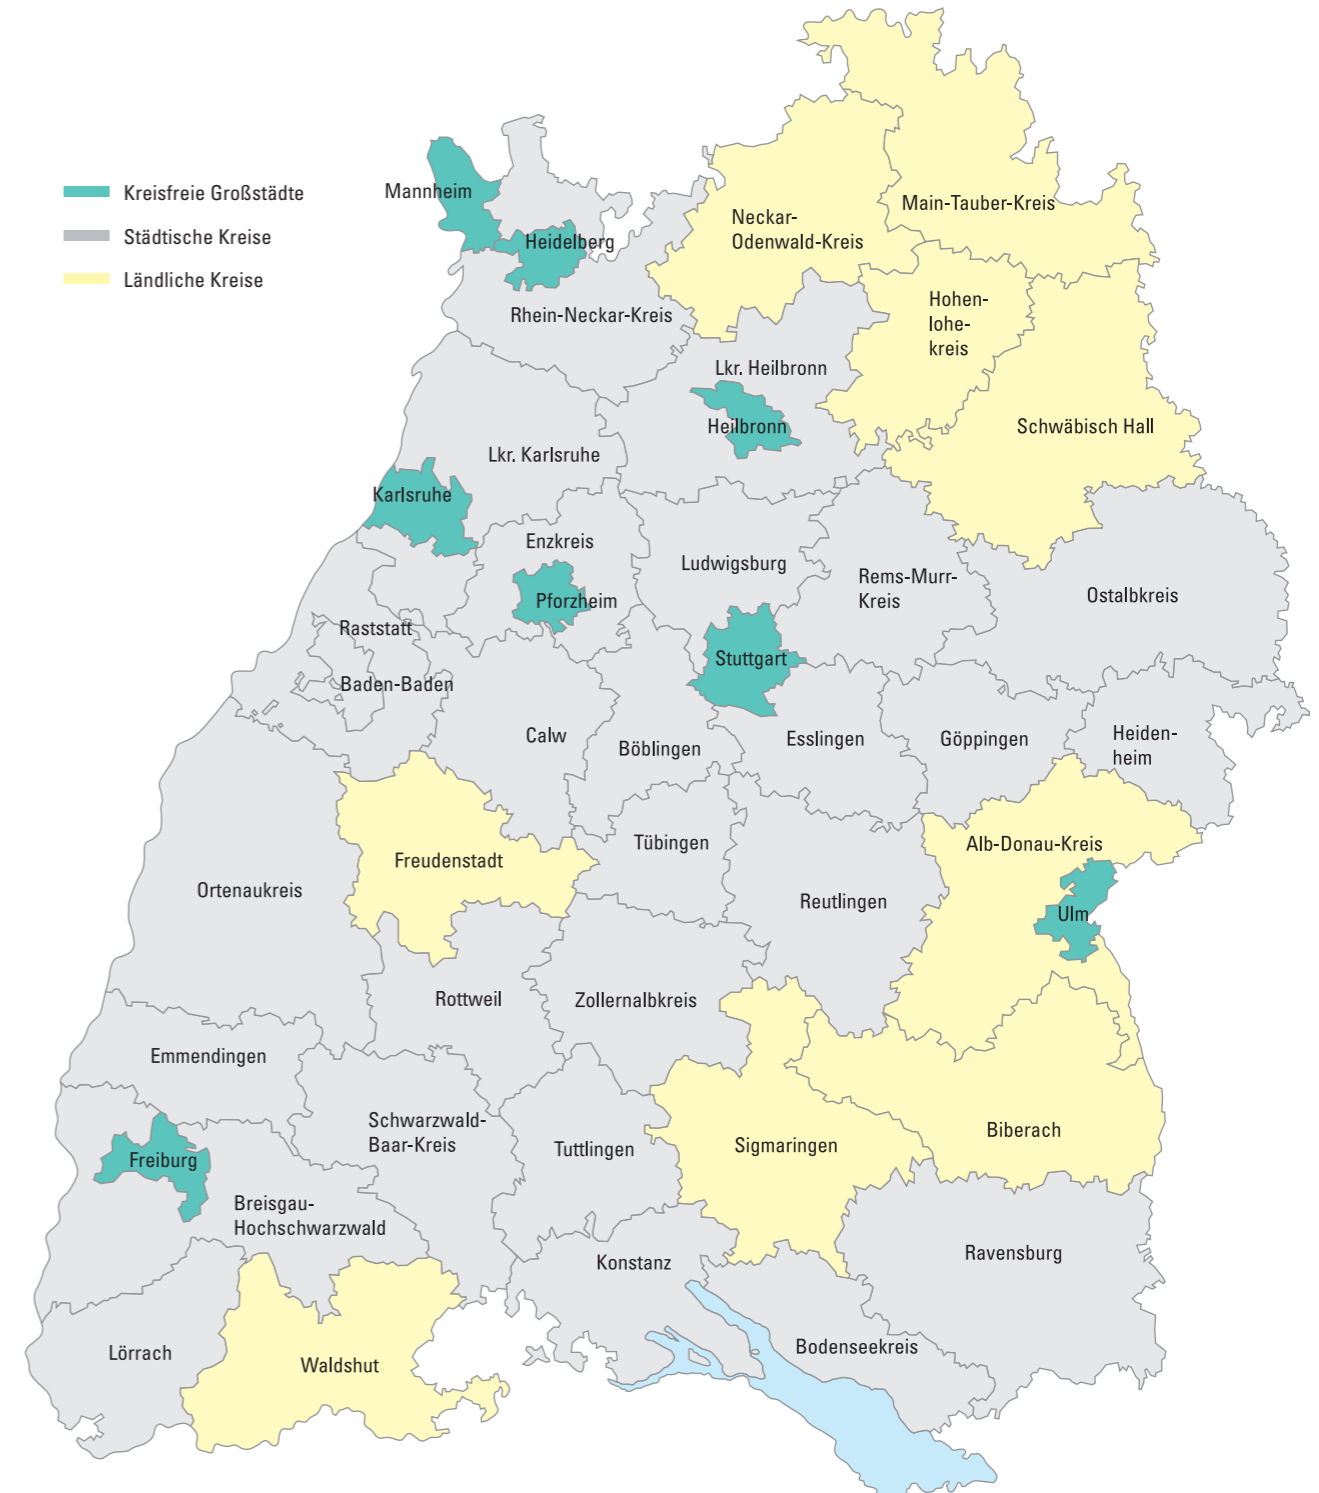 Kreisfreie Großstädte
Städtische Kreise
Ländliche Kreise
Mannheim
Heidelberg
Rhein-Neckar-Kreis
Neckar-
Odenwald-Kreis
Main-Tauber-Kreis
Hohen-
lohe-
kreis
Lkr. Heilbronn
Heilbronn
Schwäbisch Hall
Lkr. Karlsruhe
Karlsruhe
Enzkreis
Pforzheim
Ludwigsburg
Rems-Murr-
Kreis
Ostalbkreis
Raststatt
Baden-Baden
Stuttgart
Calw
Böblingen
Esslingen
Göppingen
Heiden-
heim
Freudenstadt
Tübingen
Alb-Donau-Kreis
Ortenaukreis
Reutlingen
Ulm
Rottweil
Zollernalbkreis
Emmendingen
Schwarzwald-
Baar-Kreis
Tuttlingen
Sigmaringen
Biberach
Freiburg
Breisgau-
Hochschwarzwald
Konstanz
Ravensburg
Lörrach
Waldshut
Bodenseekreis